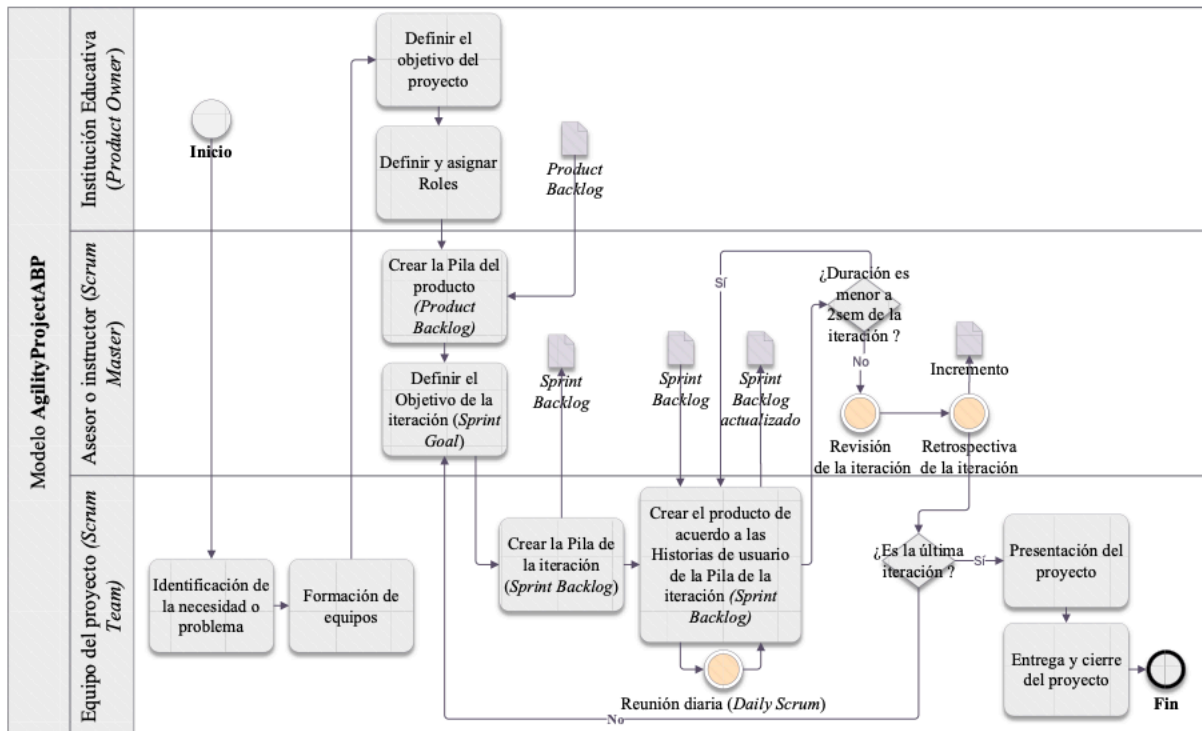 Modelo AgilityProjectABP
Institución Educativa
(Product Owner)
Inicio
Definir el
objetivo del
proyecto
Definir y asignar
Roles
Product
Backlog
Asesor o instructor (Scrum
Master)
Crear la Pila del
producto
(Product
Backlog)
Definir el
Objetivo de la
iteración (Sprint
Goal)
Sprint
Backlog
Sprint
Backlog
Sprint
Backlog
actualizado
Sí
¿Duración es
menor a
2sem de la
iteración ?
No
Incremento
Revisión
de la iteración
Retrospectiva
de la iteración
Equipo del proyecto (Scrum
Team)
Identificación de
la necesidad o
problema
Formación de
equipos
Crear la Pila de
la iteración
(Sprint Backlog)
Crear el producto de
acuerdo a las
Historias de usuario
de la Pila de la
iteración (Sprint
Backlog)
Reunión diaria (Daily Scrum)
No
¿Es la última
iteración ?
Sí
Presentación del
proyecto
Entrega y cierre
del proyecto
Fin